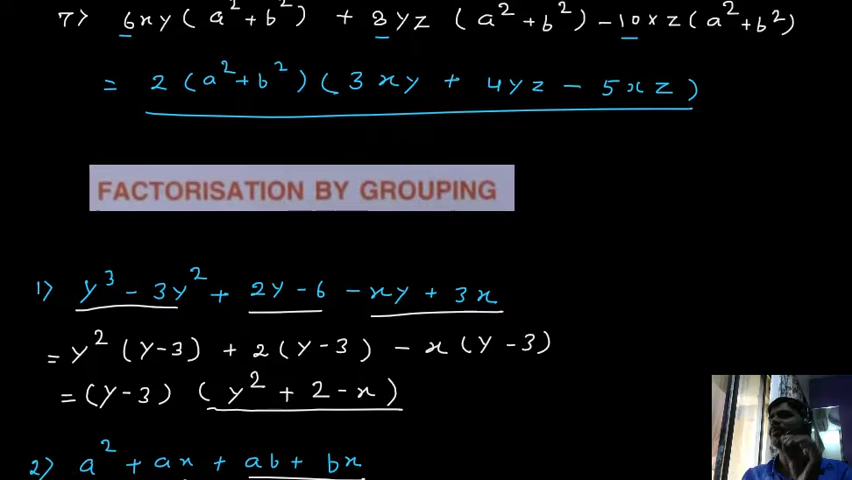 7) 6xy(a²+b²) + 8yz (a²+b²) – 10xz(a²+b²)
= 2(a²+b²)(3xy + 4yz – 5xz)
FACTORISATION BY GROUPING
1) y³ – 3y² + 2y – 6 – xy + 3x
= y² (y–3) + 2(y–3) – x(y–3)
= (y–3) (y² + 2 – x)
2) a² + ax + ab + bx